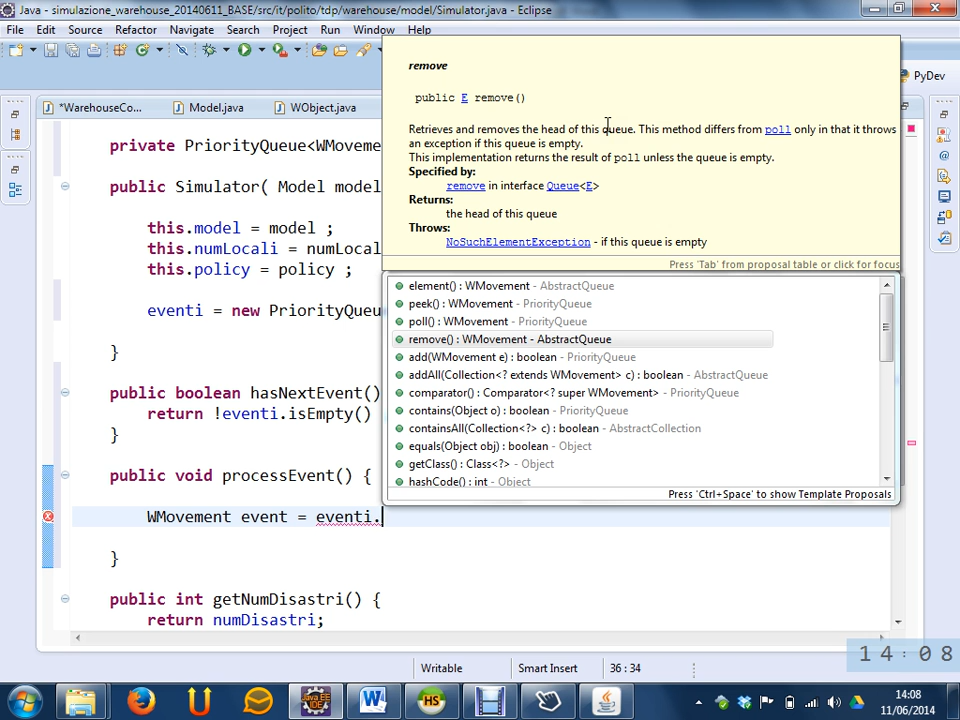 Java - simulazione_warehouse_20140611_BASE/src/it/polito/tdp/warehouse/model/Simulator.java - Eclipse
File Edit Source Refactor Navigate Search Project Run Window Help
PyDev
*WarehouseCo... Model.java WObject.java
remove
public E remove()
Retrieves and removes the head of this queue. This method differs from poll only in that it throws
an exception if this queue is empty.
This implementation returns the result of poll unless the queue is empty.
Specified by:
remove in interface Queue<E>
Returns:
the head of this queue
Throws:
NoSuchElementException - if this queue is empty
Press 'Tab' from proposal table or click for focus
private PriorityQueue<WMoveme
public Simulator( Model model
this.model = model ;
this.numLocali = numLocal
this.policy = policy ;
eventi = new PriorityQueu
}
public boolean hasNextEvent()
return !eventi.isEmpty()
}
public void processEvent() {
WMovement event = eventi.
}
public int getNumDisastri() {
return numDisastri;
element() : WMovement - AbstractQueue
peek() : WMovement - PriorityQueue
poll() : WMovement - PriorityQueue
remove() : WMovement - AbstractQueue
add(WMovement e) : boolean - PriorityQueue
addAll(Collection<? extends WMovement> c) : boolean - AbstractQueue
comparator() : Comparator<? super WMovement> - PriorityQueue
contains(Object o) : boolean - PriorityQueue
containsAll(Collection<?> c) : boolean - AbstractCollection
equals(Object obj) : boolean - Object
getClass() : Class<?> - Object
hashCode() : int - Object
Press 'Ctrl+Space' to show Template Proposals
Writable Smart Insert 36 : 34
14:08
Java EE
IDE
HS
14:08
11/06/2014